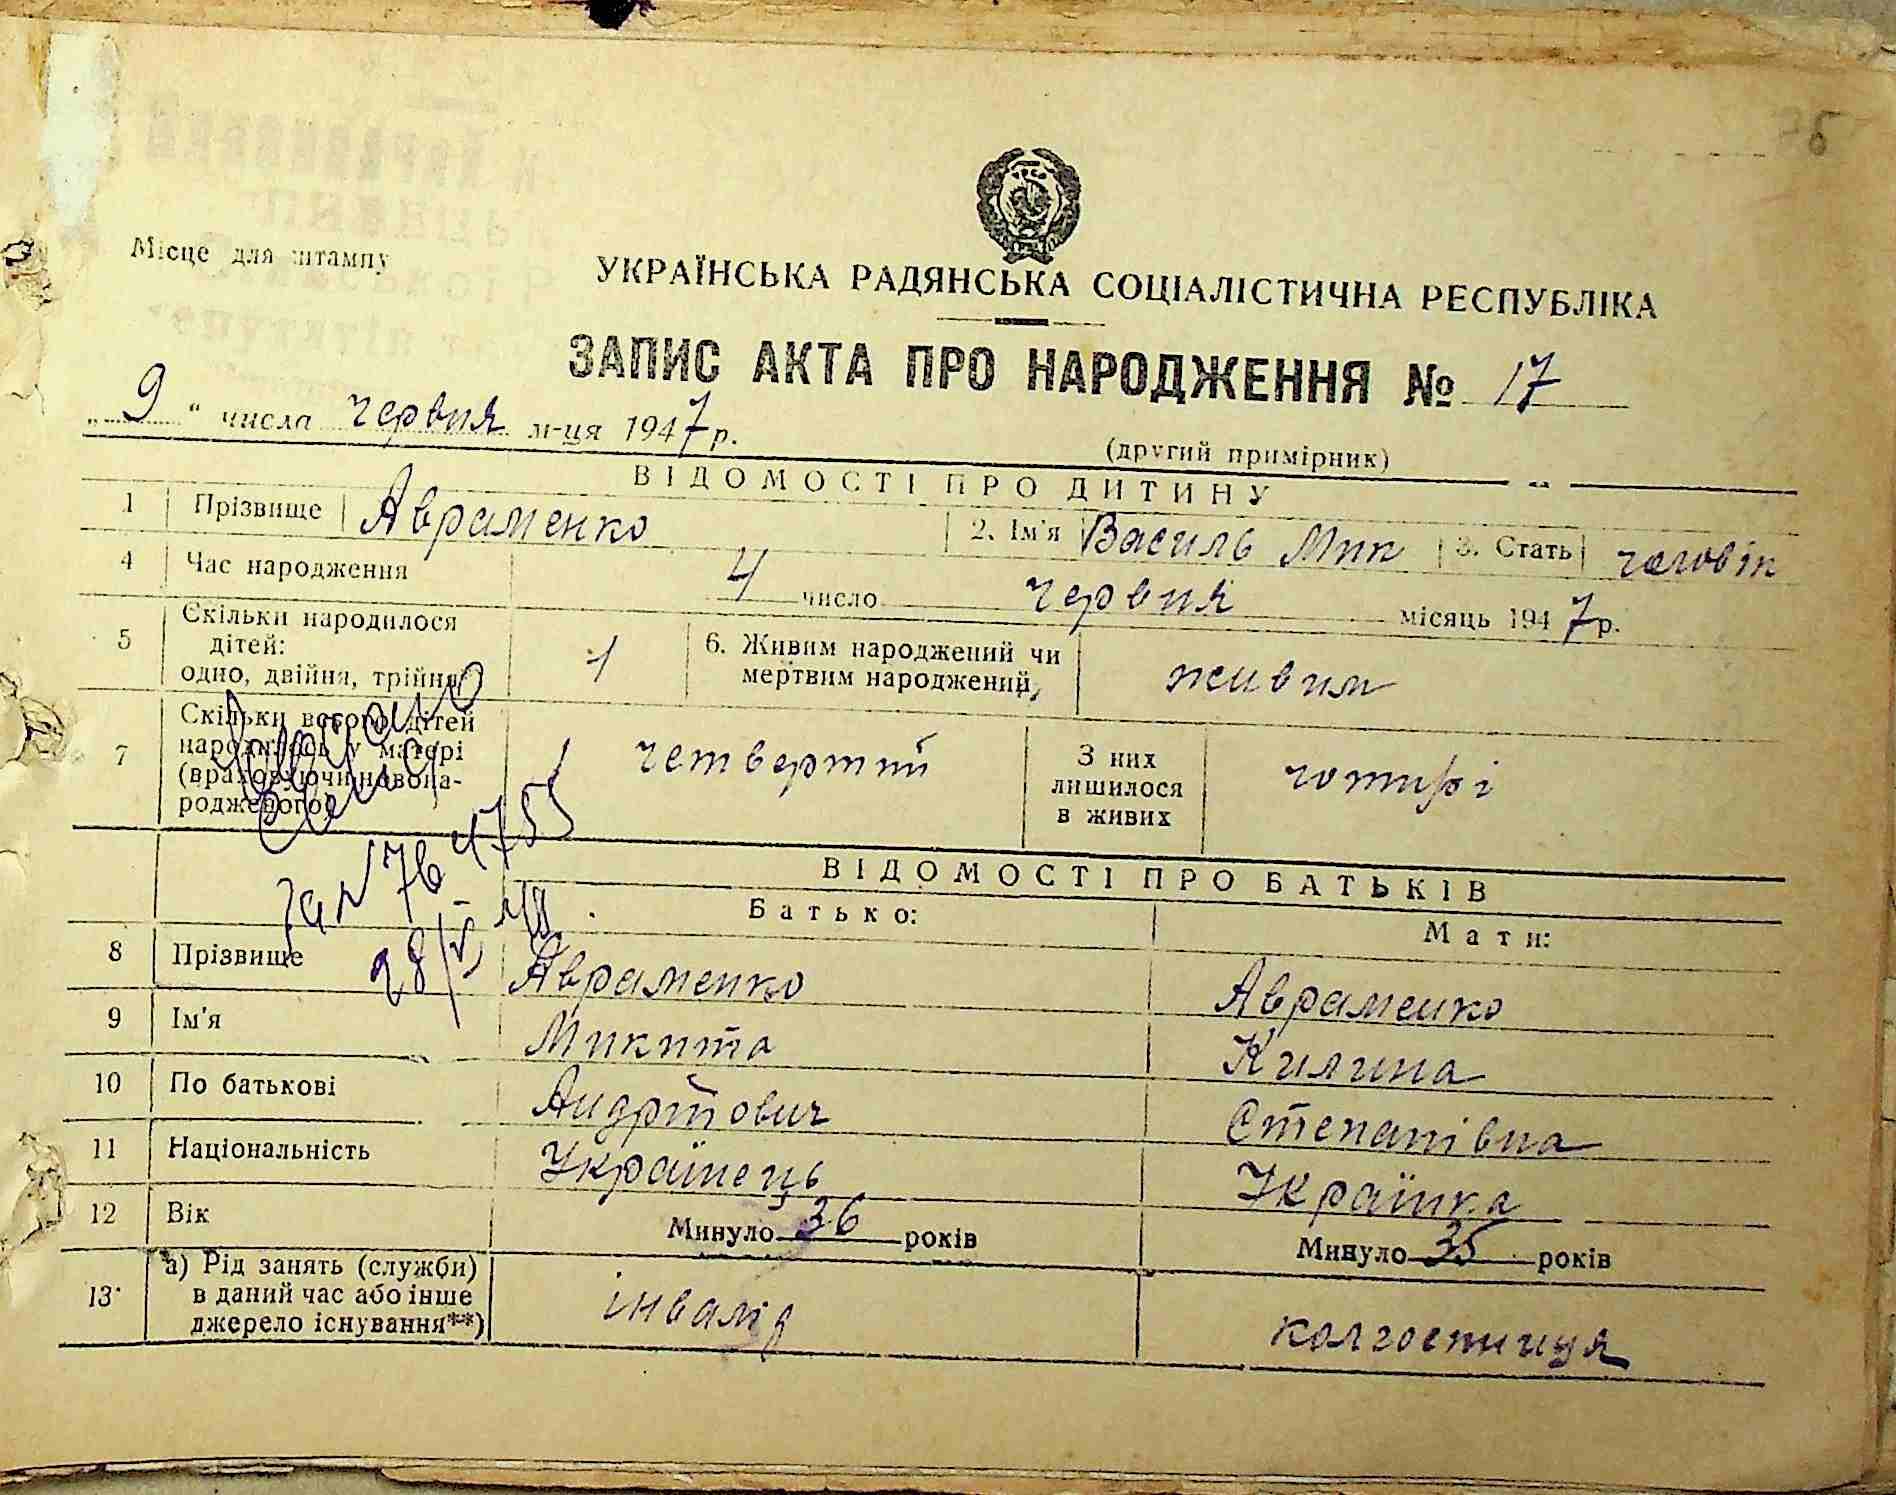 Місце для штампу
УКРАЇНСЬКА РАДЯНСЬКА СОЦІАЛІСТИЧНА РЕСПУБЛІКА
ЗАПИС АКТА ПРО НАРОДЖЕННЯ № 17
„9“ числа червня м-ця 1947 р.
(другий примірник)
ВІДОМОСТІ ПРО ДИТИНУ
1 Прізвище Авраменко 2. Ім'я Василь Мик 3. Стать чоловік
4 Час народження 4 число червня місяць 1947 р.
5 Скільки народилося дітей: одно, двійня, трійня 1 6. Живим народжений чи мертвим народжений, живим
7 Скільки всього дітей народилось у матері (враховуючи новонародженого) четвертий З них лишилося в живих чотирі
ВІДОМОСТІ ПРО БАТЬКІВ
Батько: Мати:
8 Прізвище Авраменко Авраменко
9 Ім'я Микита Килина
10 По батькові Андрійович Степанівна
11 Національність Українець Українка
12 Вік Минуло 36 років Минуло 35 років
13 а) Рід занять (служби) в даний час або інше джерело існування**) інвалід колгоспниця